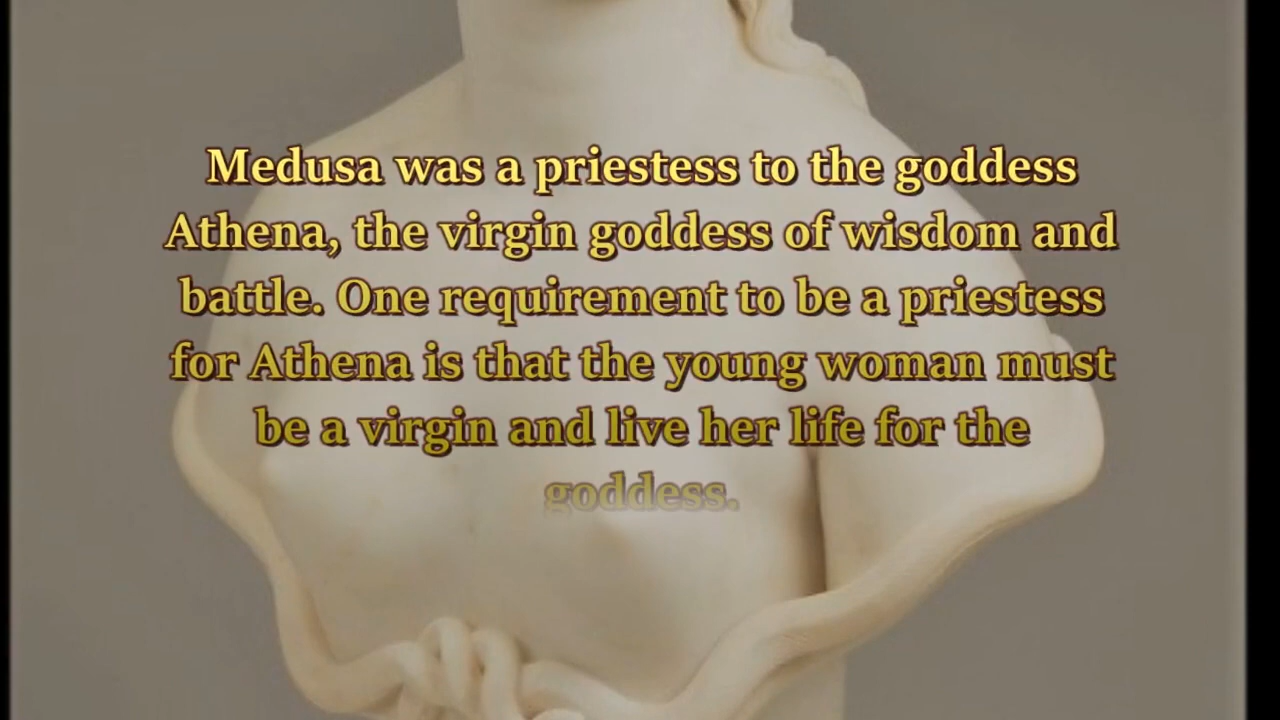 Medusa was a priestess to the goddess
Athena, the virgin goddess of wisdom and
battle. One requirement to be a priestess
for Athena is that the young woman must
be a virgin and live her life for the
goddess.